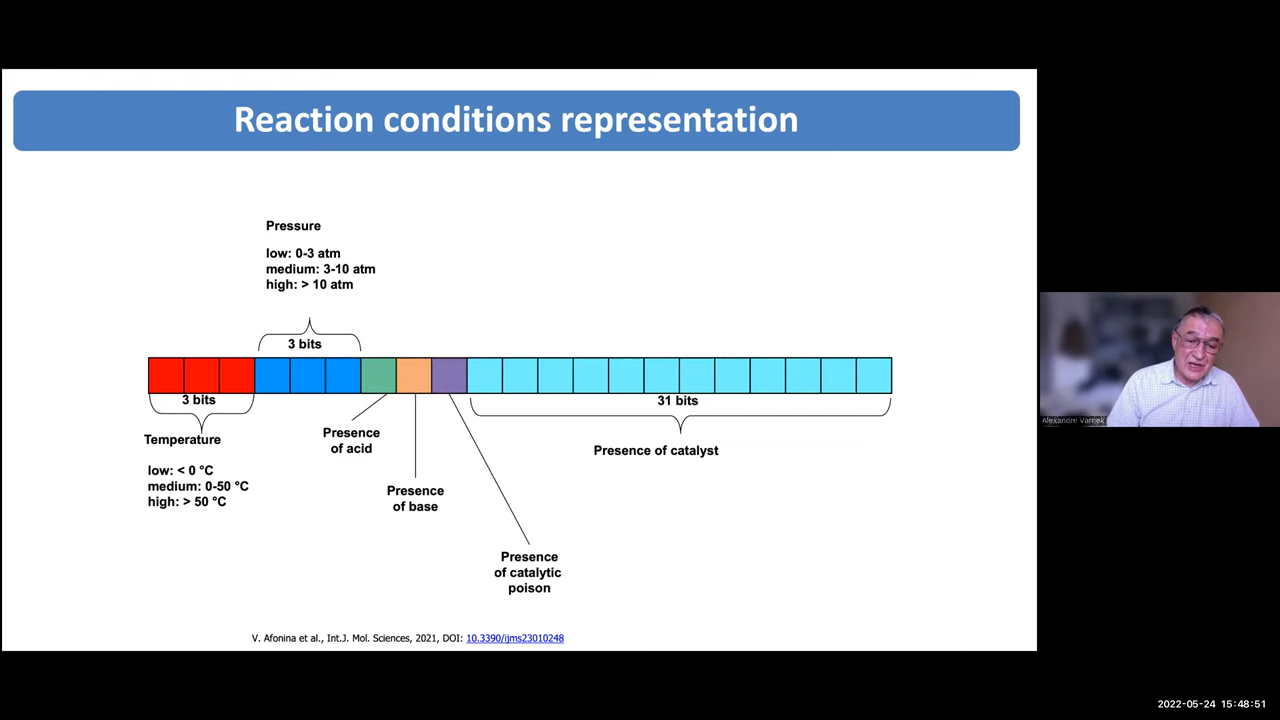 Reaction conditions representation
Pressure
low: 0-3 atm
medium: 3-10 atm
high: > 10 atm
3 bits
3 bits
31 bits
Temperature
low: < 0 °C
medium: 0-50 °C
high: > 50 °C
Presence
of acid
Presence
of base
Presence
of catalytic
poison
Presence of catalyst
V. Afonina et al., Int.J. Mol. Sciences, 2021, DOI: 10.3390/ijms23010248
Alexandre Varnek
2022-05-24 15:48:51